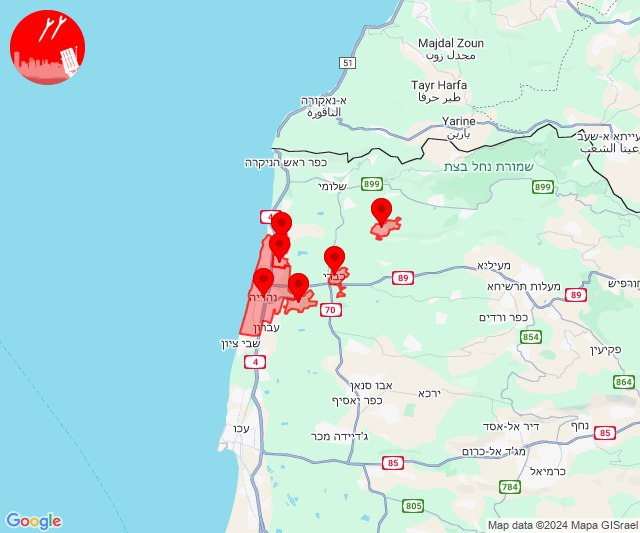 Majdal Zoun
مجدل زون
51
Tayr Harfa
طير حرفا
א-נאקורה
الناقورة
Yarine
يارين
עייתא א-שעב
عيتا الشعب
כפר ראש הניקרה
שמורת נחל בצת
שלומי
899
899
4
מעיליא
כברי
89
נהריה
מעלות תרשיחא
חורפיש
89
70
כפר ורדים
עברון
854
שבי ציון
פקיעין
4
864
אבו סנאן
ירכא
כפר יאסיף
עכו
דיר אל-אסד
נחף
ג'דיידה מכר
85
מג'ד אל-כרום
85
כרמיאל
784
805
Google
Map data ©2024 Mapa GISrael